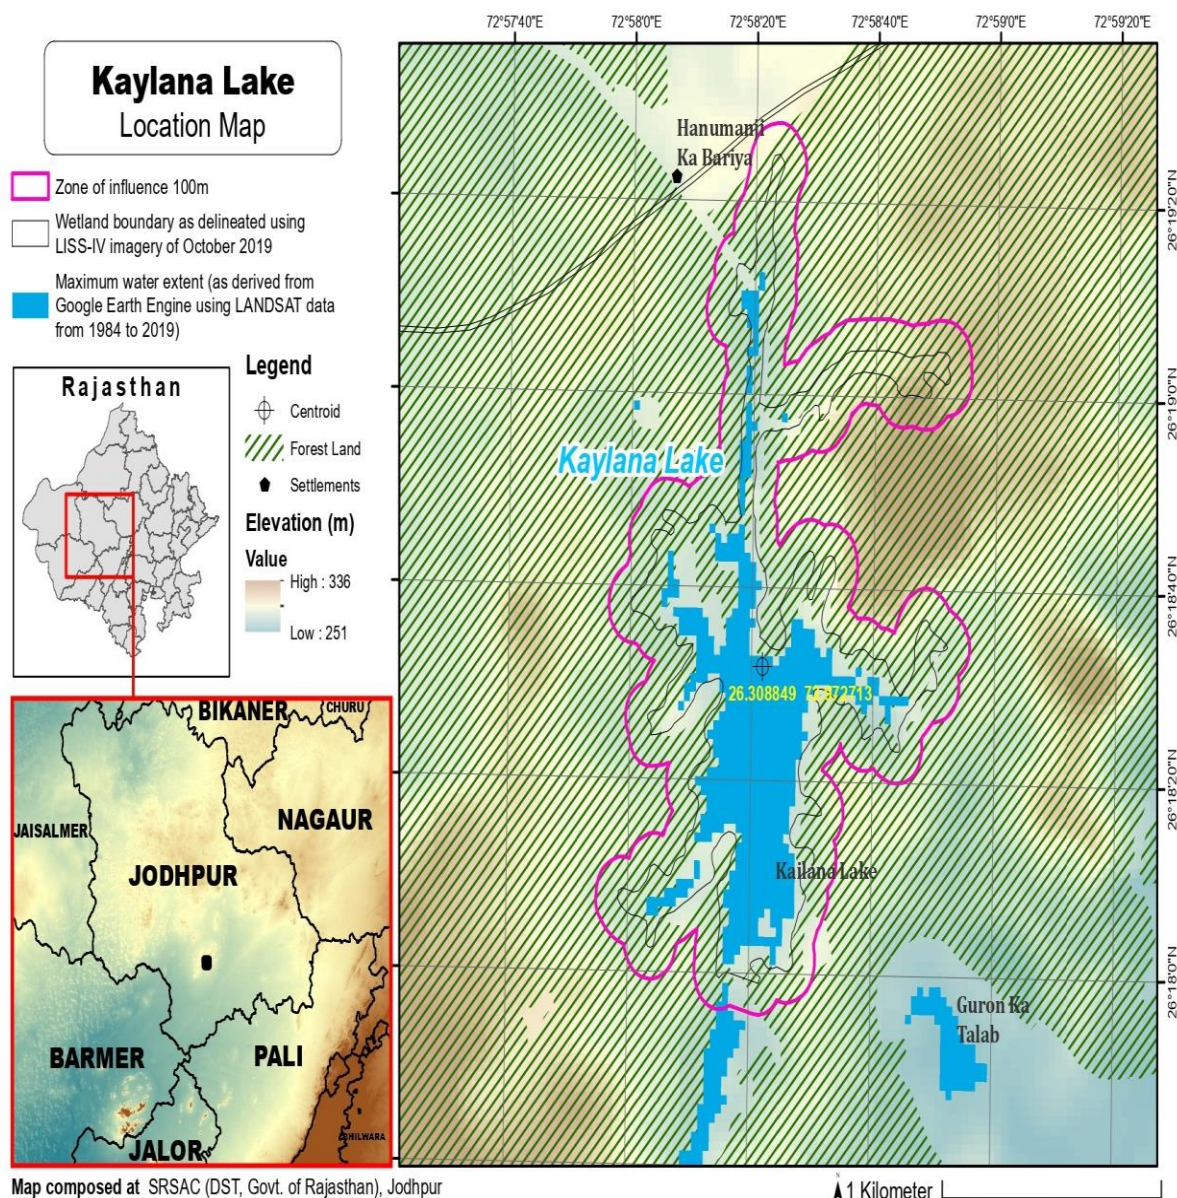 Kaylana Lake
Location Map
Zone of influence 100m
Wetland boundary as delineated using
LISS-IV imagery of October 2019
Maximum water extent (as derived from
Google Earth Engine using LANDSAT data
from 1984 to 2019)
Rajasthan
Legend
Centroid
Forest Land
Settlements
Elevation (m)
Value
High : 336
Low : 251
BIKANER
CHURU
NAGAUR
JAISALMER
JODHPUR
BARMER
PALI
JALOR
BHILWARA
Map composed at SRSAC (DST, Govt. of Rajasthan), Jodhpur
72°57'40"E
72°58'0"E
72°58'20"E
72°58'40"E
72°59'0"E
72°59'20"E
Hanumanji
Ka Bariya
Kaylana Lake
26.308849 72.972713
Kailana Lake
Guron Ka
Talab
26°19'20"N
26°19'0"N
26°18'40"N
26°18'20"N
26°18'0"N
N
1 Kilometer